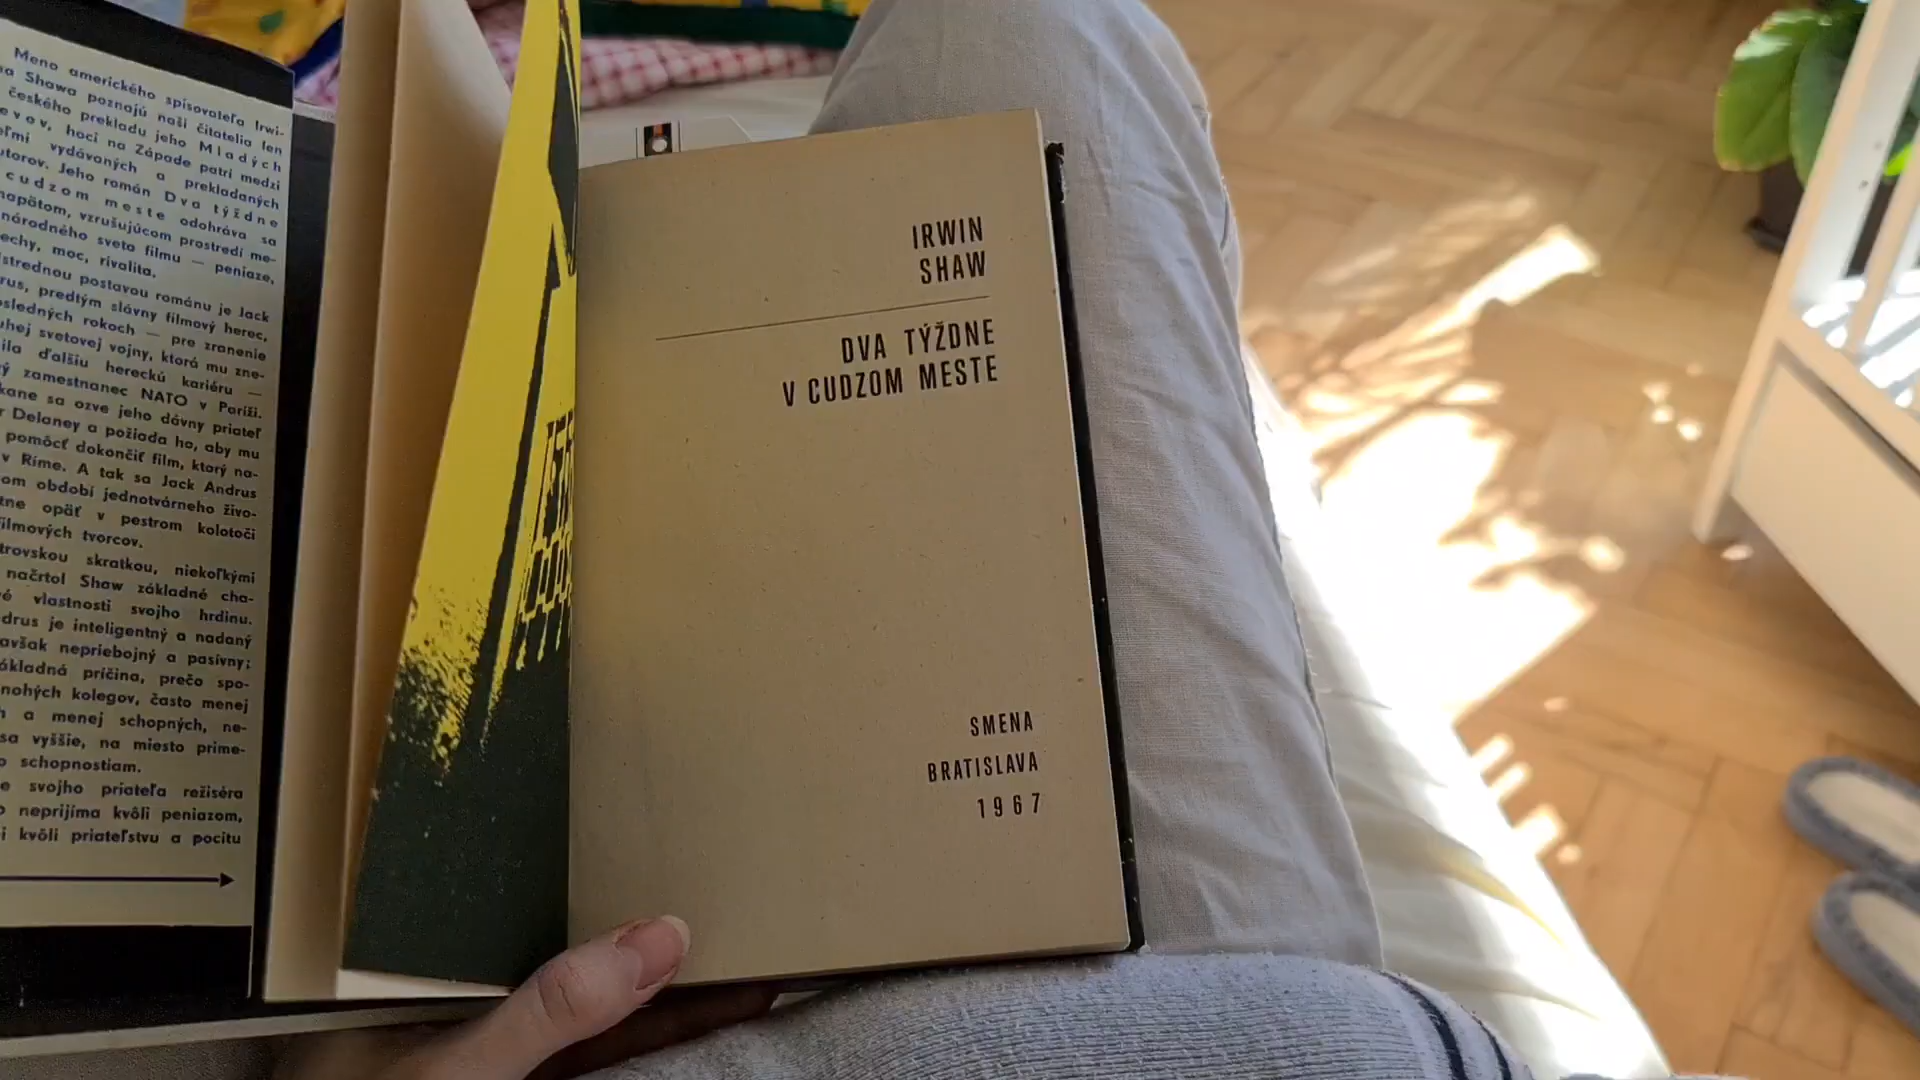 Meno amerického spisovateľa Irwi-
Shawa poznajú naši čitatelia len
českého prekladu jeho Mladých
hoci na Západe patrí medzi
vydávaných a prekladaných
Jeho román Dva týždne
cudzom meste odohráva sa
vzrušujúcom prostredí me-
sveta filmu — peniaze,
moc, rivalita.
postavou románu je Jack
predtým slávny filmový herec,
rokoch — pre zranenie
svetovej vojny, ktorá mu zne-
ďalšiu hereckú kariéru —
zamestnanec NATO v Paríži.
sa ozve jeho dávny priateľ
Delaney a požiada ho, aby mu
pomôcť dokončiť film, ktorý na-
v Ríme. A tak sa Jack Andrus
období jednotvárneho živo-
opäť v pestrom kolotoči
filmových tvorcov.
skratkou, niekoľkými
načrtol Shaw základné cha-
vlastnosti svojho hrdinu.
je inteligentný a nadaný
avšak nepriebojný a pasívny;
príčina, prečo spo-
kolegov, často menej
a menej schopných, ne-
sa vyššie, na miesto prime-
schopnostiam.
svojho priateľa režiséra
neprijíma kvôli peniazom,
kvôli priateľstvu a pocitu
IRWIN
SHAW
DVA TÝŽDNE
V CUDZOM MESTE
SMENA
BRATISLAVA
1967